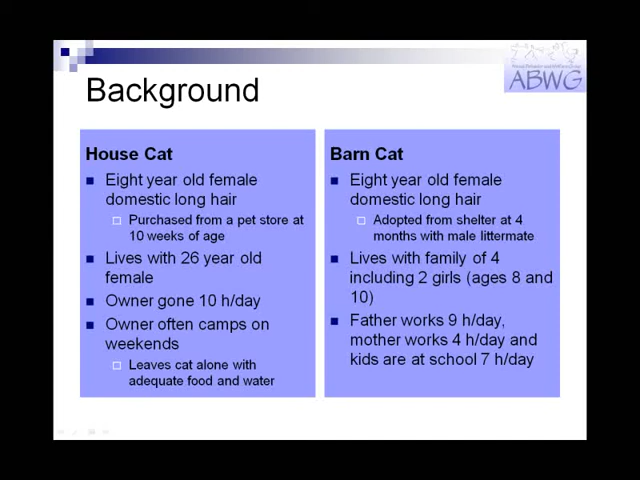 ABWG
Background
House Cat
Eight year old female
domestic long hair
Purchased from a pet store at
10 weeks of age
Lives with 26 year old
female
Owner gone 10 h/day
Owner often camps on
weekends
Leaves cat alone with
adequate food and water
Barn Cat
Eight year old female
domestic long hair
Adopted from shelter at 4
months with male littermate
Lives with family of 4
including 2 girls (ages 8 and
10)
Father works 9 h/day,
mother works 4 h/day and
kids are at school 7 h/day